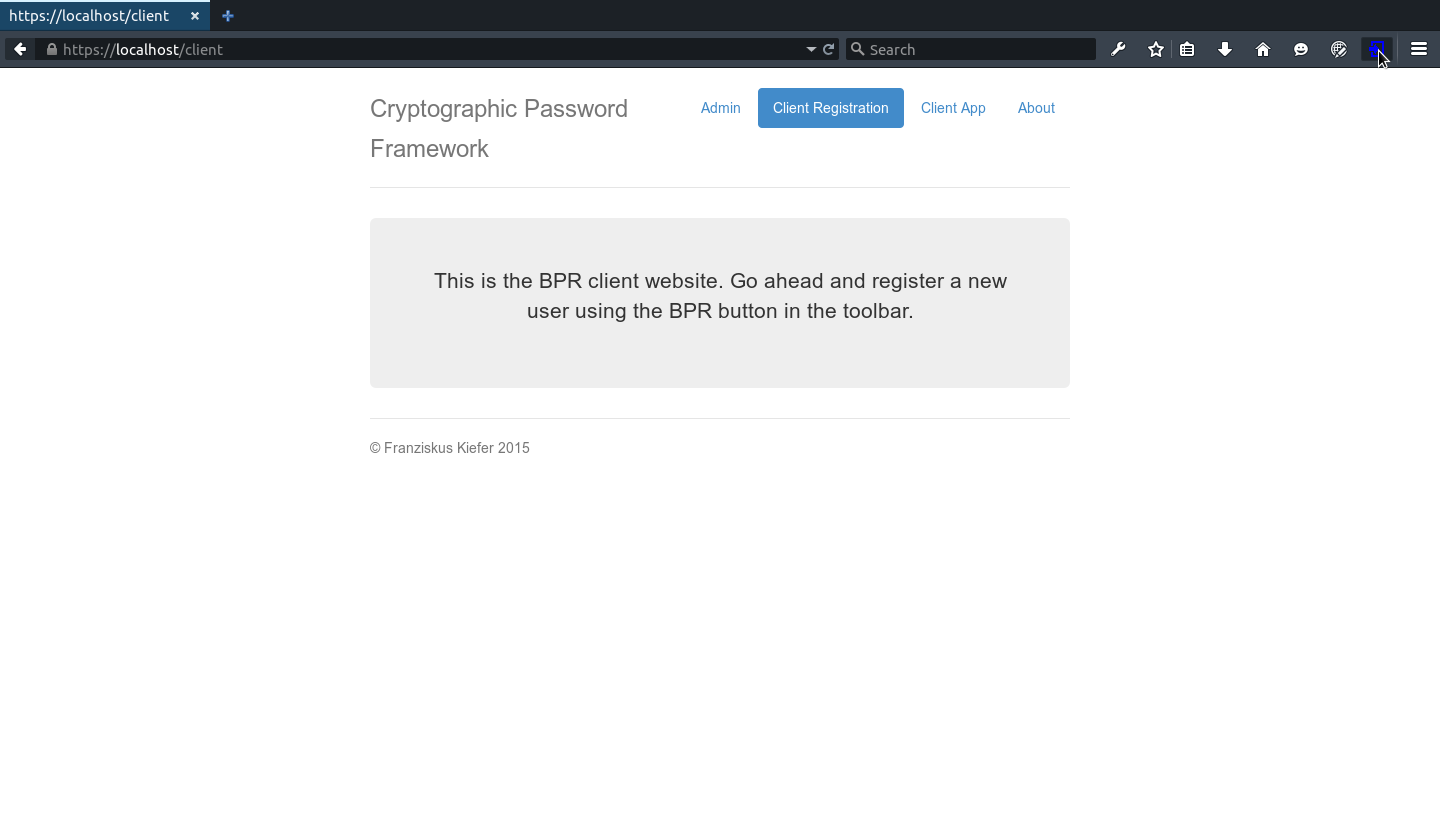 https://localhost/client
https://localhost/client
Search
Cryptographic Password
Framework
Admin
Client Registration
Client App
About
This is the BPR client website. Go ahead and register a new
user using the BPR button in the toolbar.
© Franziskus Kiefer 2015